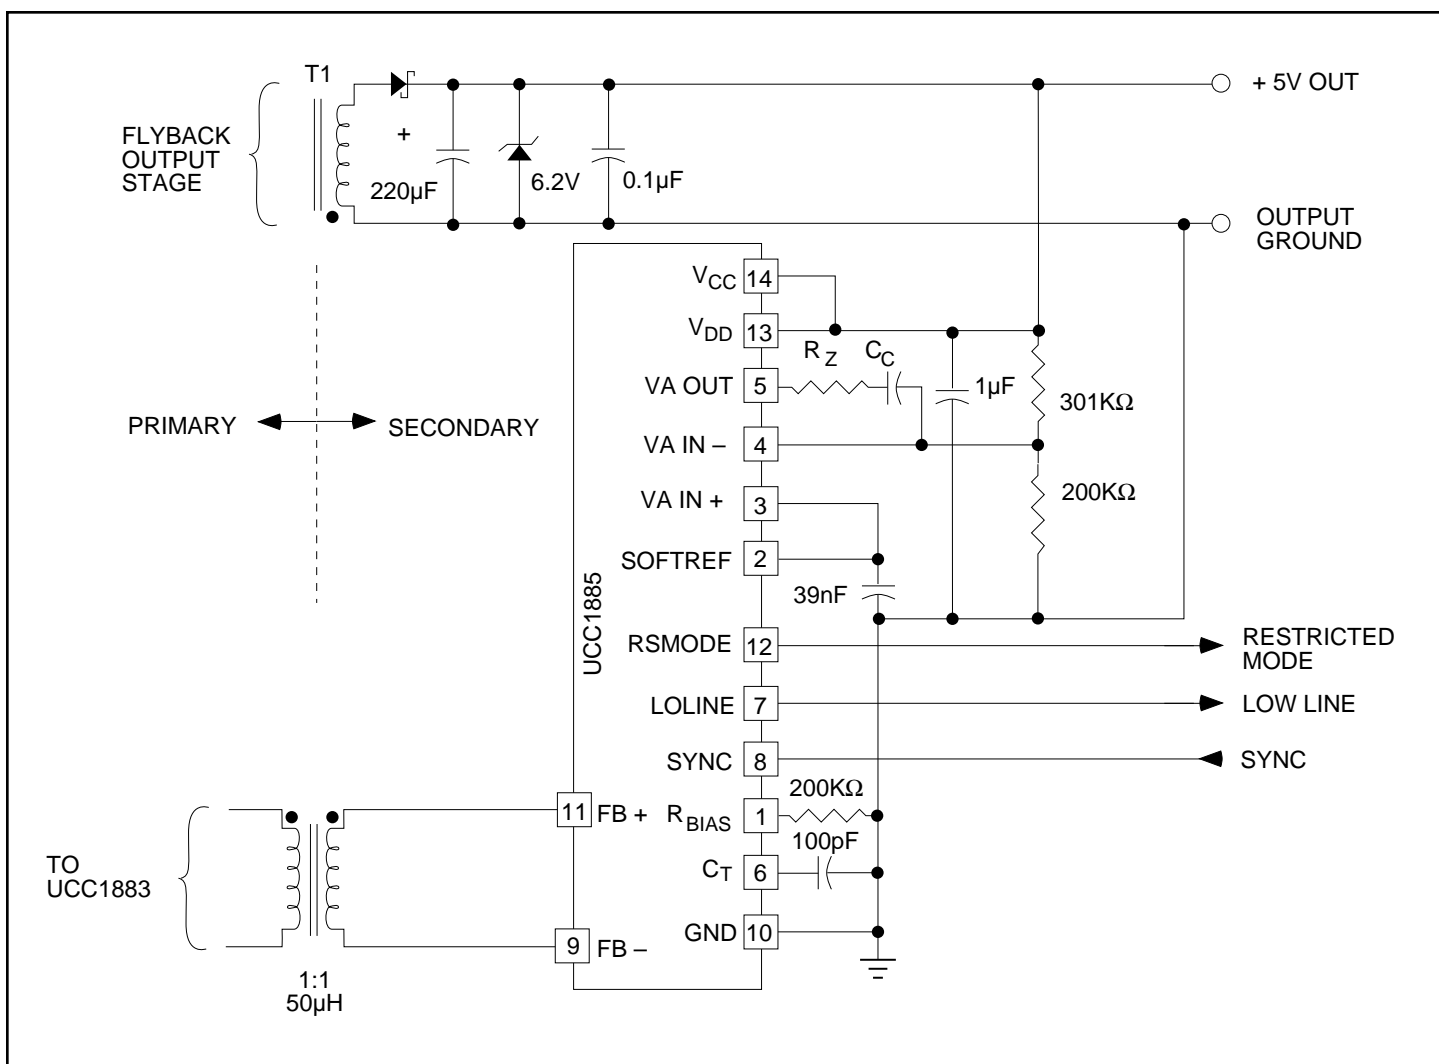 T1
+ 5V OUT
FLYBACK
OUTPUT
STAGE
+
220µF
6.2V
0.1µF
OUTPUT
GROUND
VCC 14
VDD 13
RZ
CC
VA OUT 5
1µF
301KΩ
PRIMARY
SECONDARY
VA IN – 4
VA IN + 3
200KΩ
SOFTREF 2
39nF
UCC1885
RSMODE 12
RESTRICTED
MODE
LOLINE 7
LOW LINE
SYNC 8
SYNC
200KΩ
11 FB +
RBIAS 1
100pF
TO
UCC1883
CT 6
9 FB –
GND 10
1:1
50µH